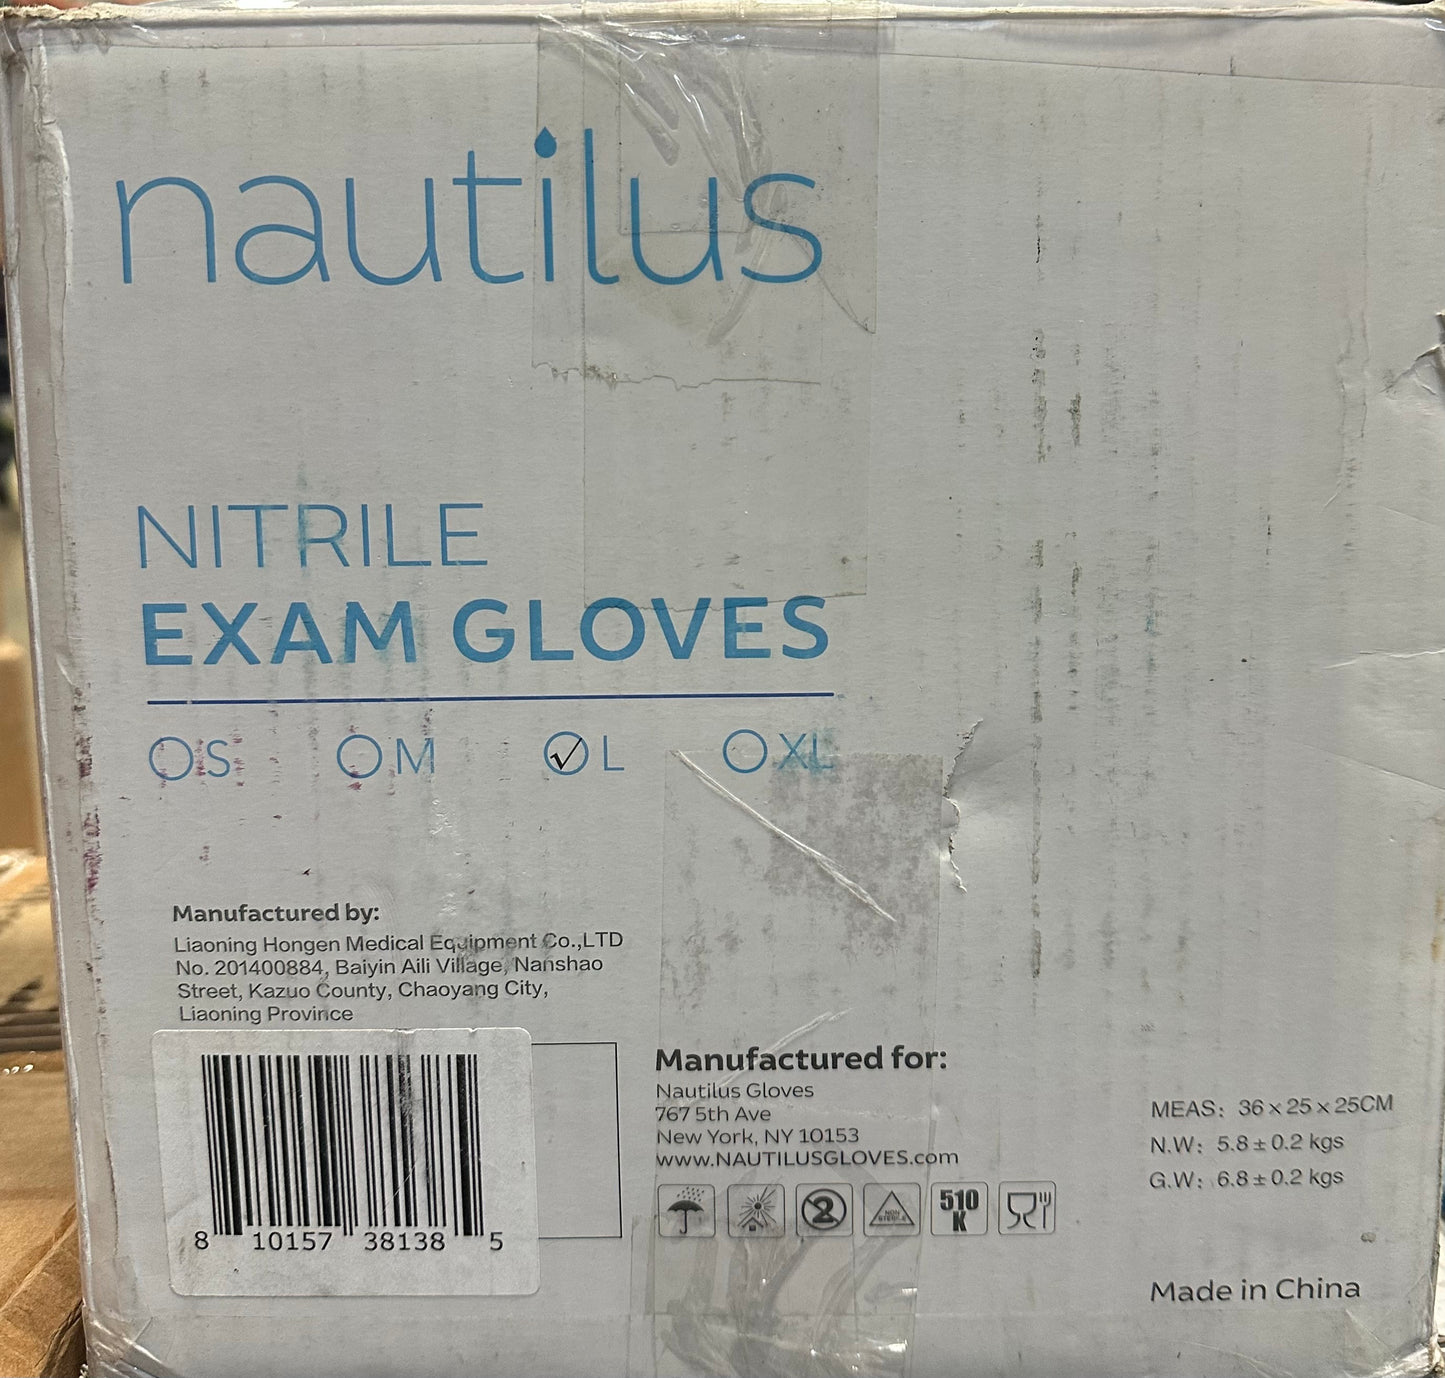 nautilus
NITRILE
EXAM GLOVES
S M L XL
Manufactured by:
Liaoning Hongen Medical Equipment Co.,LTD
No. 201400884, Baiyin Aili Village, Nanshao
Street, Kazuo County, Chaoyang City,
Liaoning Province
8 10157 38138 5
Manufactured for:
Nautilus Gloves
767 5th Ave
New York, NY 10153
www.NAUTILUSGLOVES.com
2
NON
STERILE
510
K
MEAS: 36×25×25CM
N.W: 5.8±0.2 kgs
G.W: 6.8±0.2 kgs
Made in China